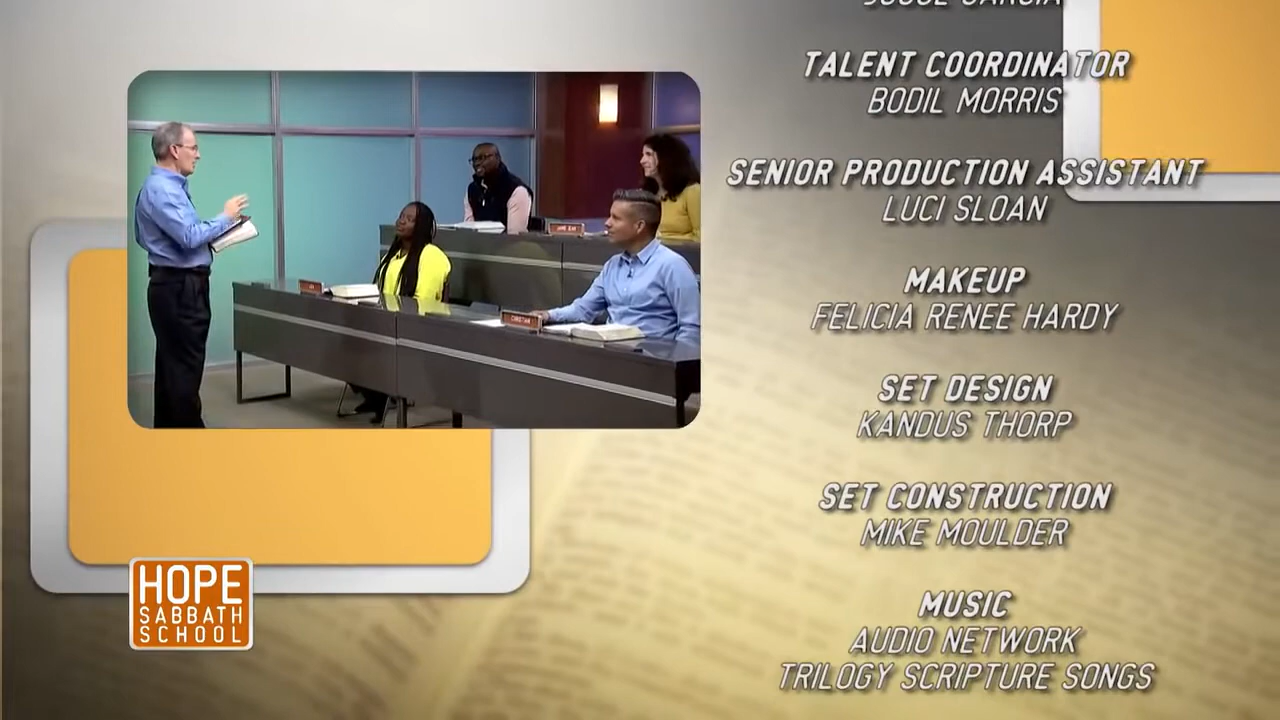 TALENT COORDINATOR
BODIL MORRIS
SENIOR PRODUCTION ASSISTANT
LUCI SLOAN
MAKEUP
FELICIA RENEE HARDY
SET DESIGN
KANDUS THORP
SET CONSTRUCTION
MIKE MOULDER
MUSIC
AUDIO NETWORK
TRILOGY SCRIPTURE SONGS
CHRISTIAN
HOPE
SABBATH
SCHOOL